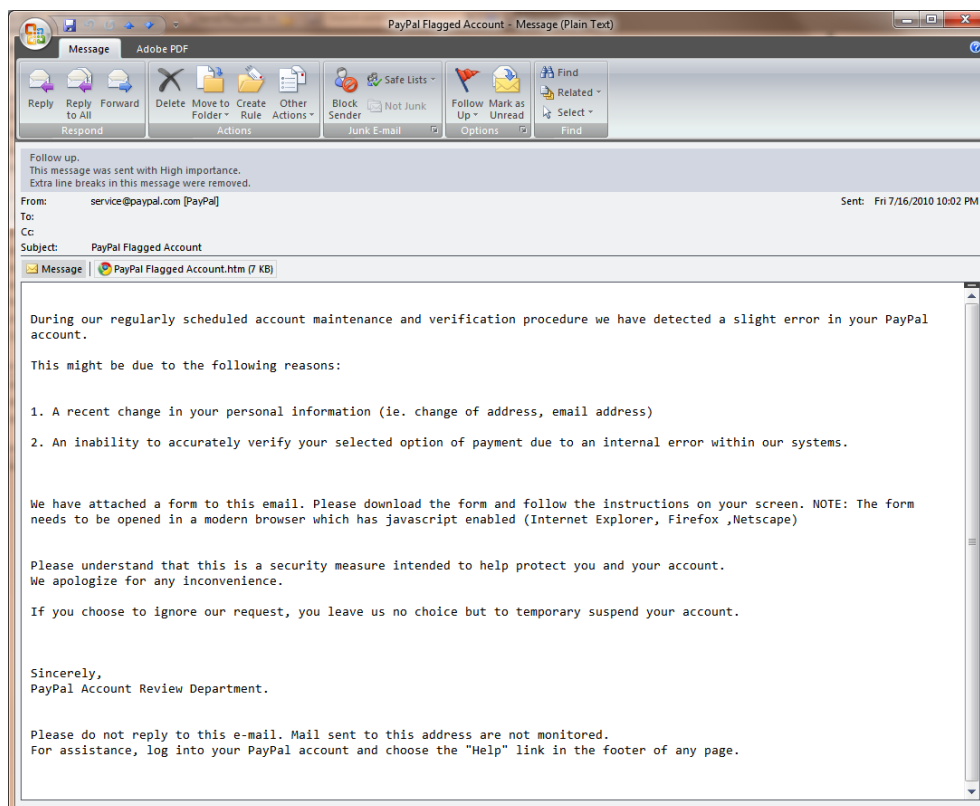 PayPal Flagged Account - Message (Plain Text)
Message Adobe PDF
Reply Reply to All Forward Delete Move to Folder Create Rule Other Actions Block Sender Safe Lists Not Junk Follow Up Mark as Unread Find Related Select
Respond Actions Junk E-mail Options Find
Follow up.
This message was sent with High importance.
Extra line breaks in this message were removed.
From: service@paypal.com [PayPal] Sent: Fri 7/16/2010 10:02 PM
To:
Cc:
Subject: PayPal Flagged Account
Message PayPal Flagged Account.htm (7 KB)
During our regularly scheduled account maintenance and verification procedure we have detected a slight error in your PayPal
account.
This might be due to the following reasons:
1. A recent change in your personal information (ie. change of address, email address)
2. An inability to accurately verify your selected option of payment due to an internal error within our systems.
We have attached a form to this email. Please download the form and follow the instructions on your screen. NOTE: The form
needs to be opened in a modern browser which has javascript enabled (Internet Explorer, Firefox ,Netscape)
Please understand that this is a security measure intended to help protect you and your account.
We apologize for any inconvenience.
If you choose to ignore our request, you leave us no choice but to temporary suspend your account.
Sincerely,
PayPal Account Review Department.
Please do not reply to this e-mail. Mail sent to this address are not monitored.
For assistance, log into your PayPal account and choose the "Help" link in the footer of any page.